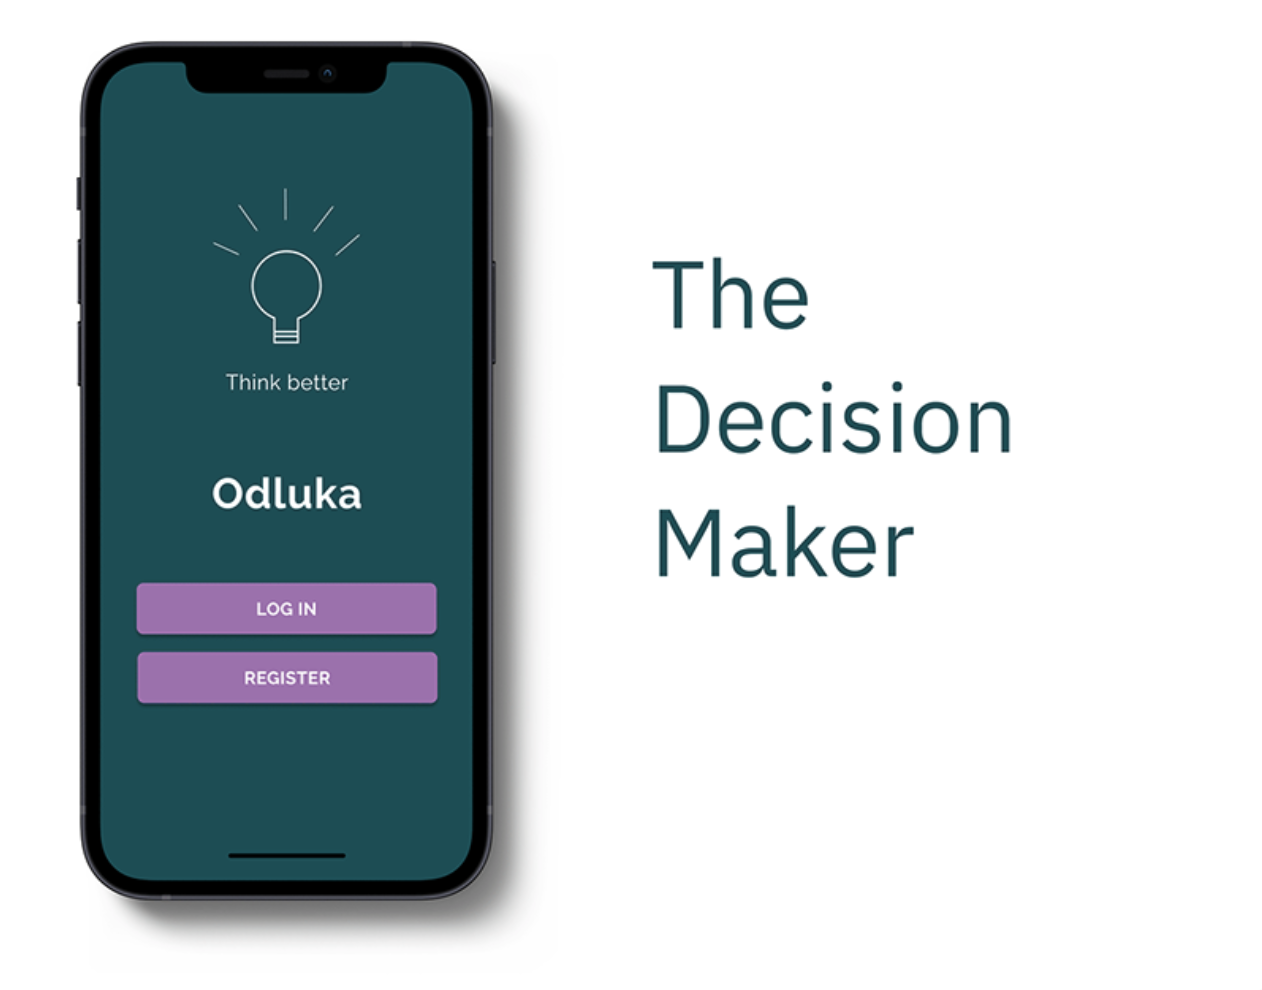 Think better
Odluka
LOG IN
REGISTER
The
Decision
Maker